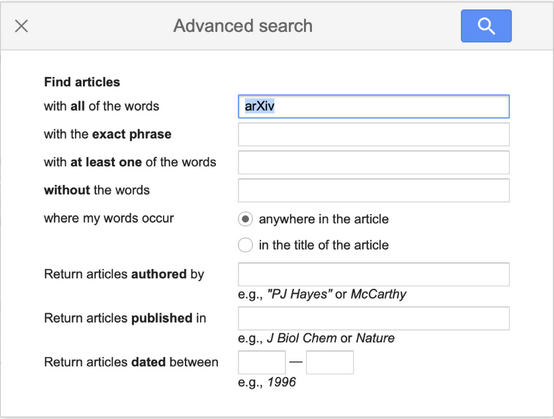 Advanced search
Find articles
with all of the words arXiv
with the exact phrase
with at least one of the words
without the words
where my words occur anywhere in the article
in the title of the article
Return articles authored by
e.g., "PJ Hayes" or McCarthy
Return articles published in
e.g., J Biol Chem or Nature
Return articles dated between —
e.g., 1996